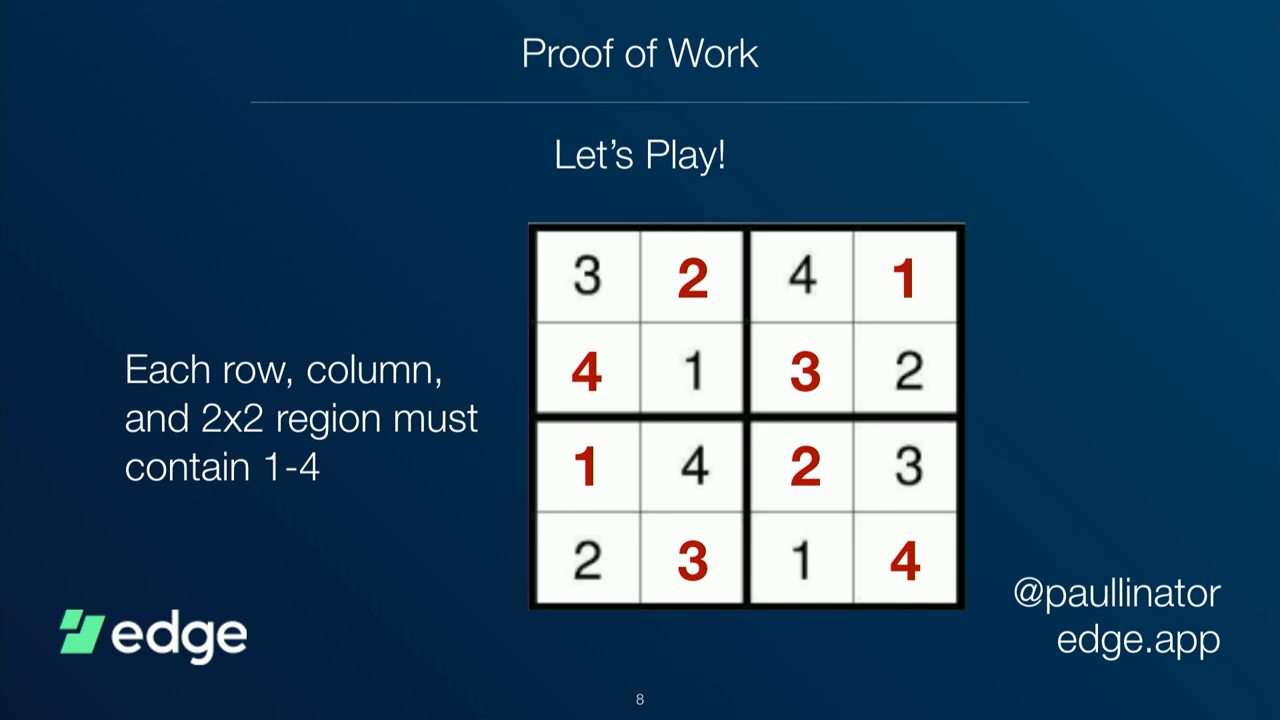 Proof of Work
Let's Play!
3 2 4 1
4 1 3 2
1 4 2 3
2 3 1 4
Each row, column,
and 2x2 region must
contain 1-4
edge
@paullinator
edge.app
8